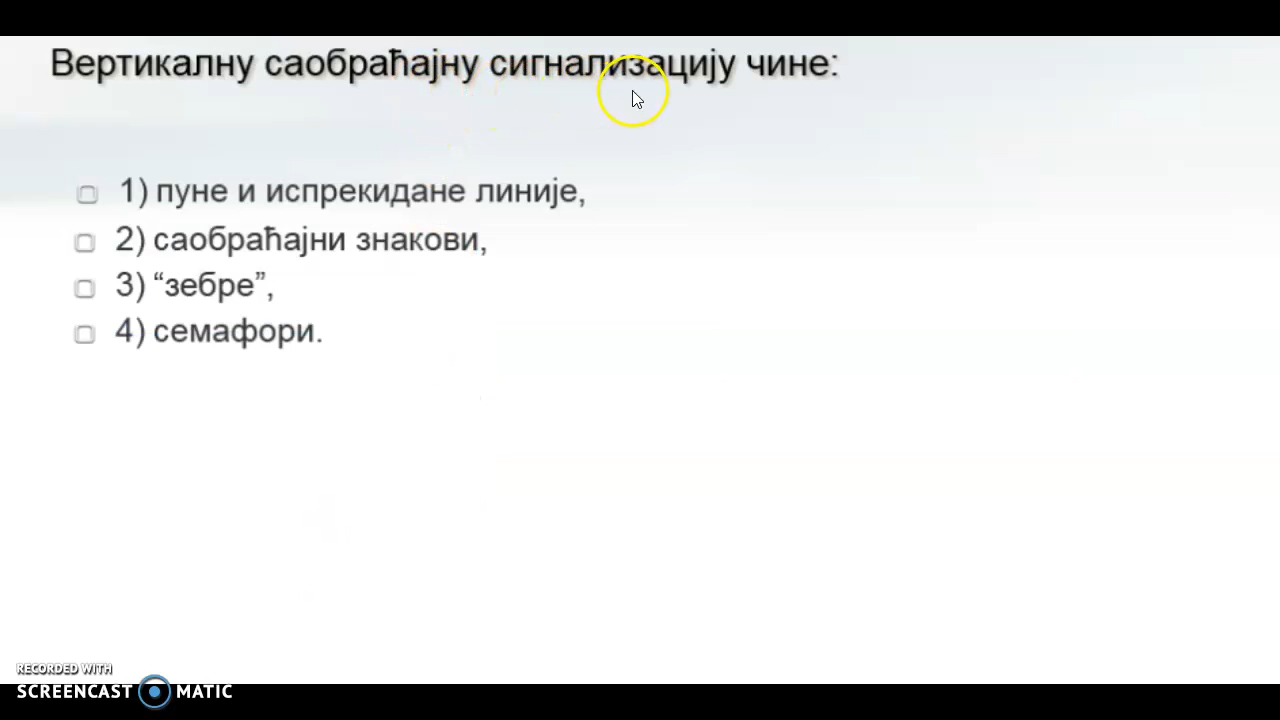 Вертикалну саобраћајну сигнализацију чине:
1) пуне и испрекидане линије,
2) саобраћајни знакови,
3) “зебре”,
4) семафори.
RECORDED WITH
SCREENCAST MATIC